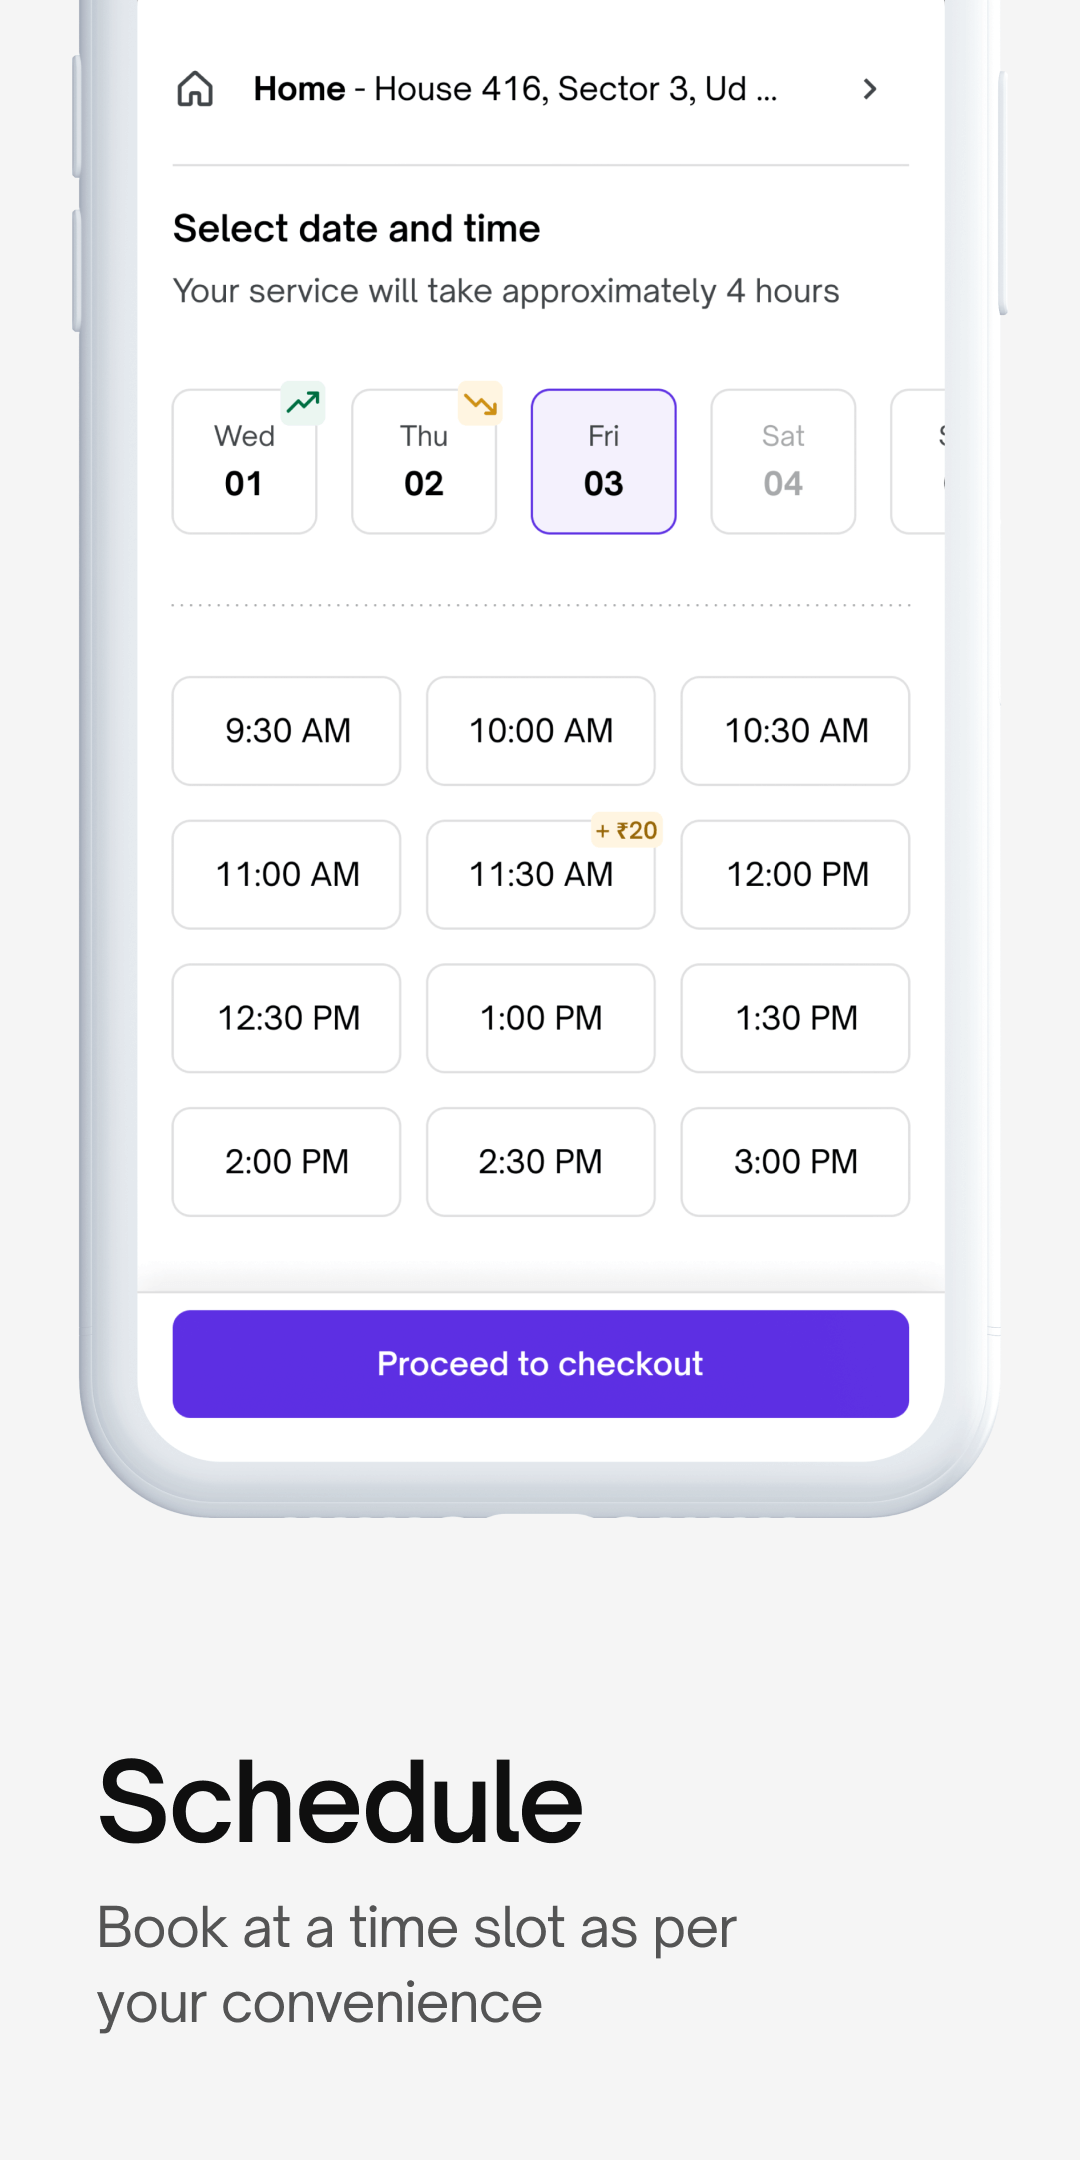 Home - House 416, Sector 3, Ud ...
Select date and time
Your service will take approximately 4 hours
Wed Thu Fri Sat
01 02 03 04
9:30 AM 10:00 AM 10:30 AM
+ ₹20
11:00 AM 11:30 AM 12:00 PM
12:30 PM 1:00 PM 1:30 PM
2:00 PM 2:30 PM 3:00 PM
Proceed to checkout
Schedule
Book at a time slot as per
your convenience